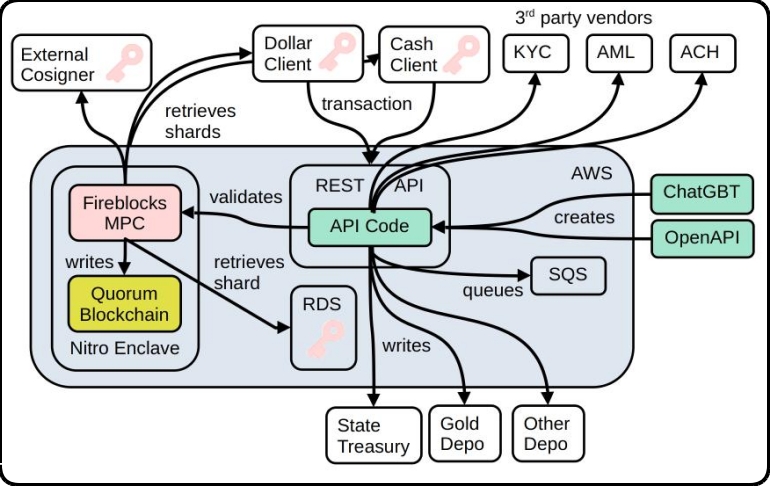 3rd party vendors
External
Cosigner
Dollar
Client
Cash
Client
KYC
AML
ACH
retrieves
shards
transaction
REST API
AWS
Fireblocks
MPC
validates
API Code
ChatGBT
creates
OpenAPI
writes
retrieves
shard
SQS
queues
Quorum
Blockchain
RDS
Nitro Enclave
writes
State
Treasury
Gold
Depo
Other
Depo